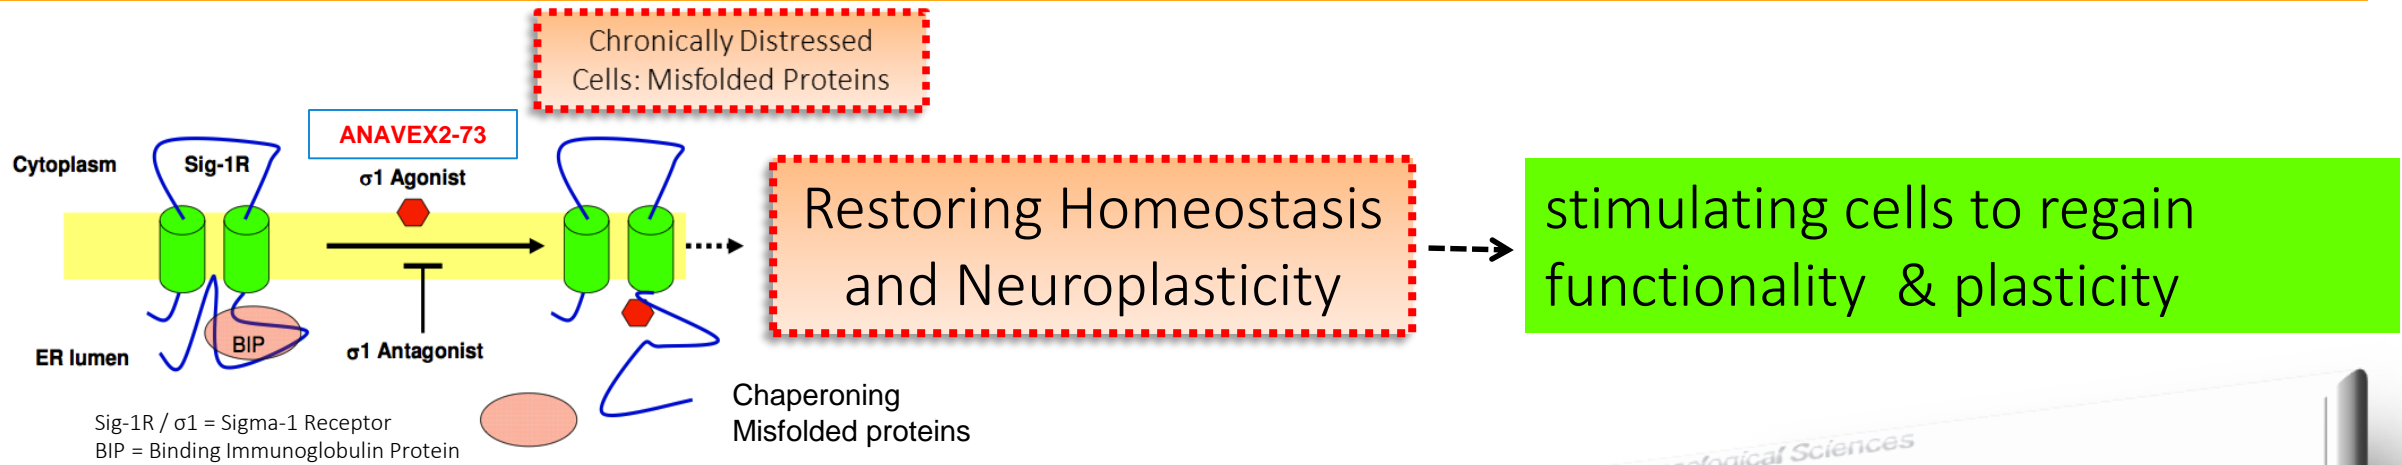 Chronically Distressed
Cells: Misfolded Proteins
ANAVEX2-73
Cytoplasm
Sig-1R
σ1 Agonist
Restoring Homeostasis
and Neuroplasticity
stimulating cells to regain
functionality & plasticity
BIP
ER lumen
σ1 Antagonist
Chaperoning
Misfolded proteins
Sig-1R / σ1 = Sigma-1 Receptor
BIP = Binding Immunoglobulin Protein
Sciences